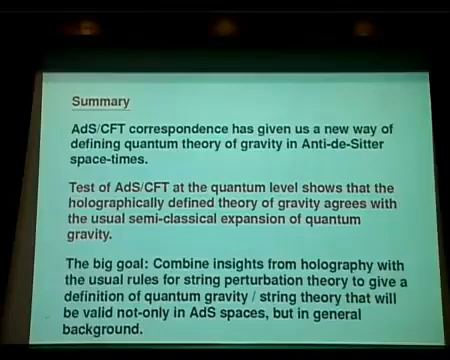 Summary
AdS/CFT correspondence has given us a new way of
defining quantum theory of gravity in Anti-de-Sitter
space-times.
Test of AdS/CFT at the quantum level shows that the
holographically defined theory of gravity agrees with
the usual semi-classical expansion of quantum
gravity.
The big goal: Combine insights from holography with
the usual rules for string perturbation theory to give a
definition of quantum gravity / string theory that will
be valid not-only in AdS spaces, but in general
background.